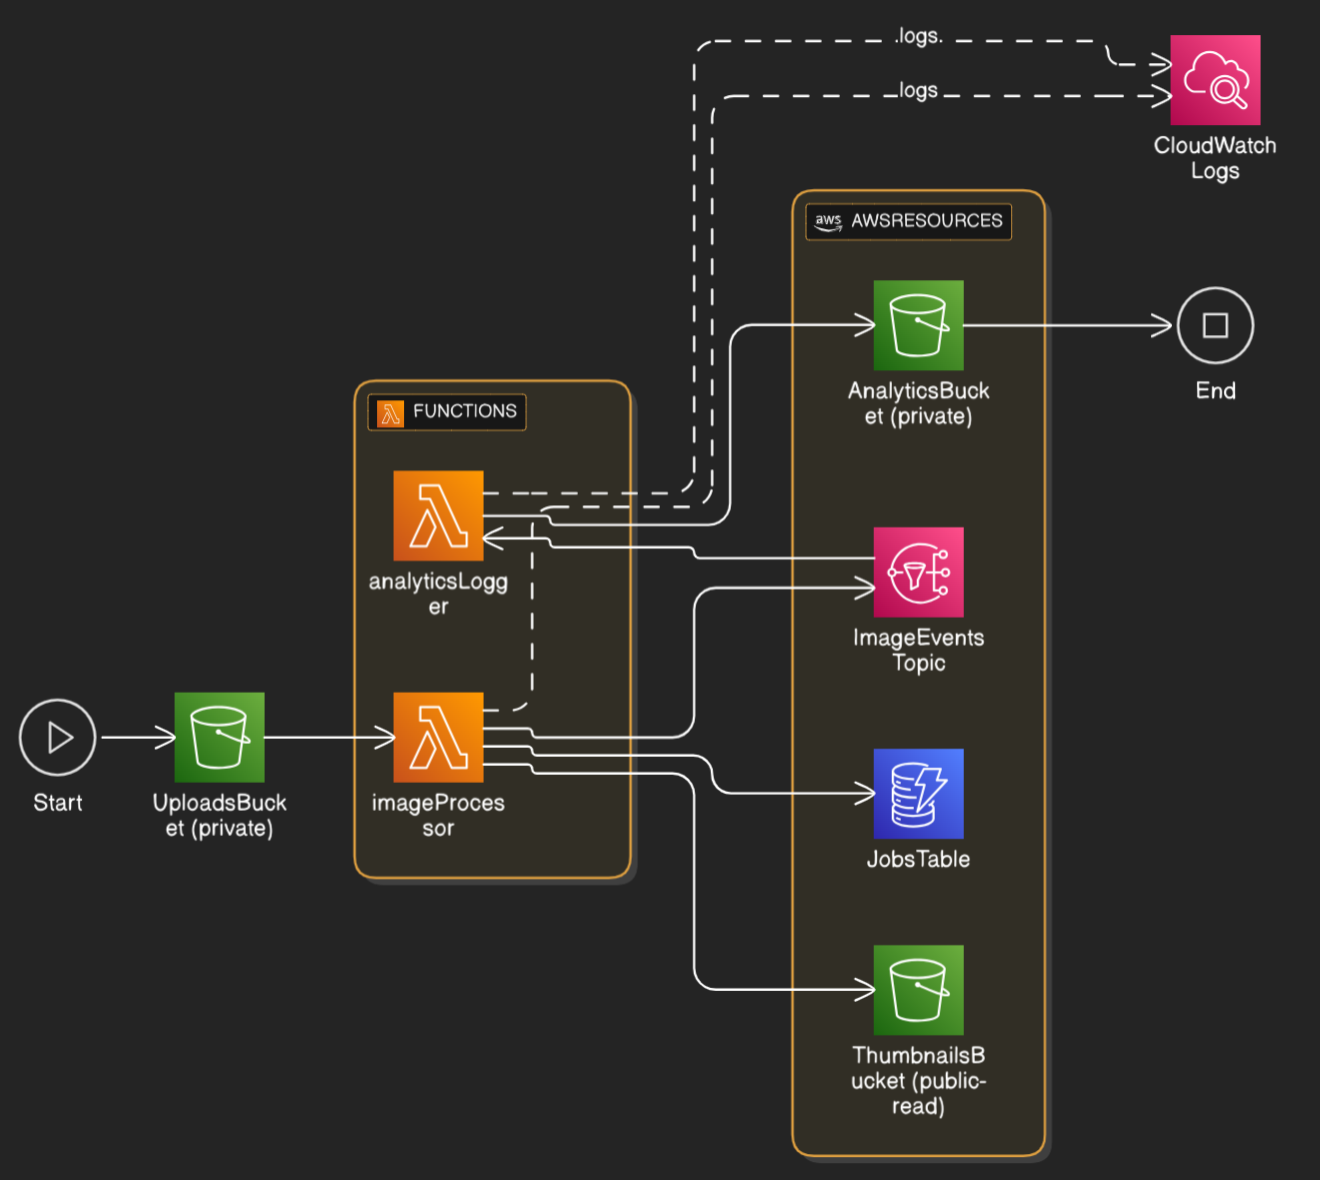 .logs.
logs
CloudWatch
Logs
aws AWSRESOURCES
AnalyticsBuck
et (private)
End
FUNCTIONS
analyticsLogg
er
ImageEvents
Topic
Start
UploadsBuck
et (private)
imageProces
sor
JobsTable
ThumbnailsB
ucket (public-
read)